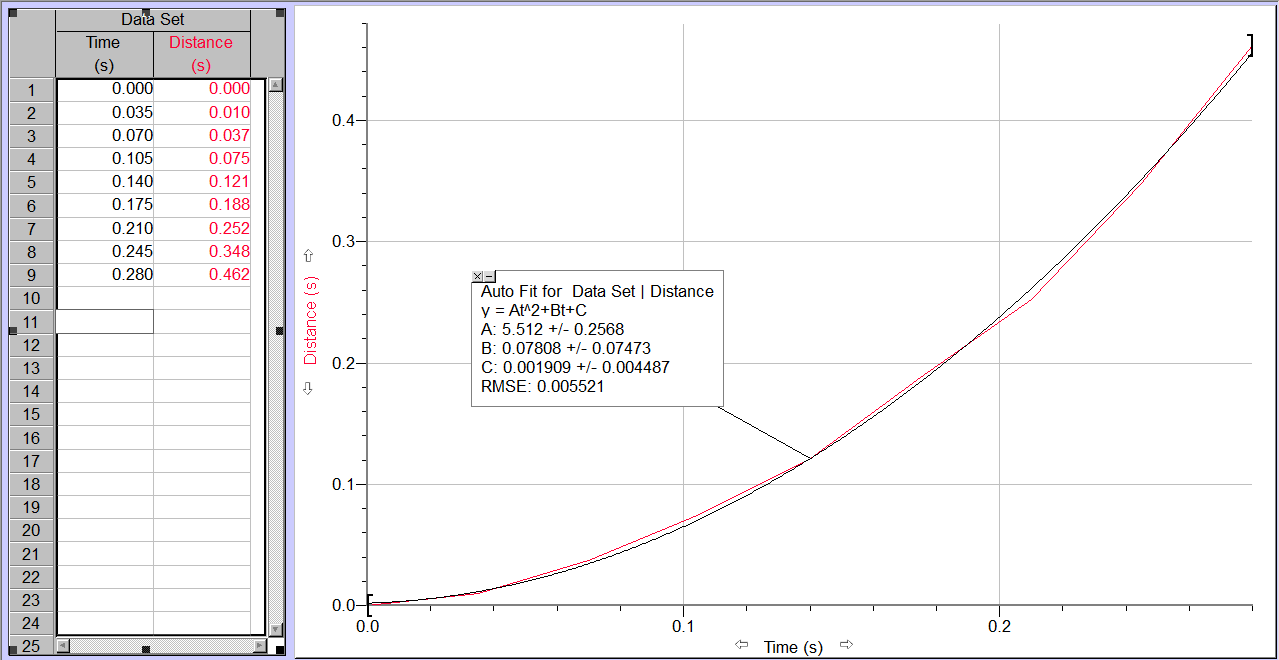 Data Set
Time Distance
(s) (s)
1 0.000 0.000
2 0.035 0.010
3 0.070 0.037
4 0.105 0.075
5 0.140 0.121
6 0.175 0.188
7 0.210 0.252
8 0.245 0.348
9 0.280 0.462
10
11
12
13
14
15
16
17
18
19
20
21
22
23
24
25
Distance (s)
0.4
0.3
0.2
0.1
0.0
Auto Fit for Data Set | Distance
y = At^2+Bt+C
A: 5.512 +/- 0.2568
B: 0.07808 +/- 0.07473
C: 0.001909 +/- 0.004487
RMSE: 0.005521
0.0 0.1 0.2
Time (s)